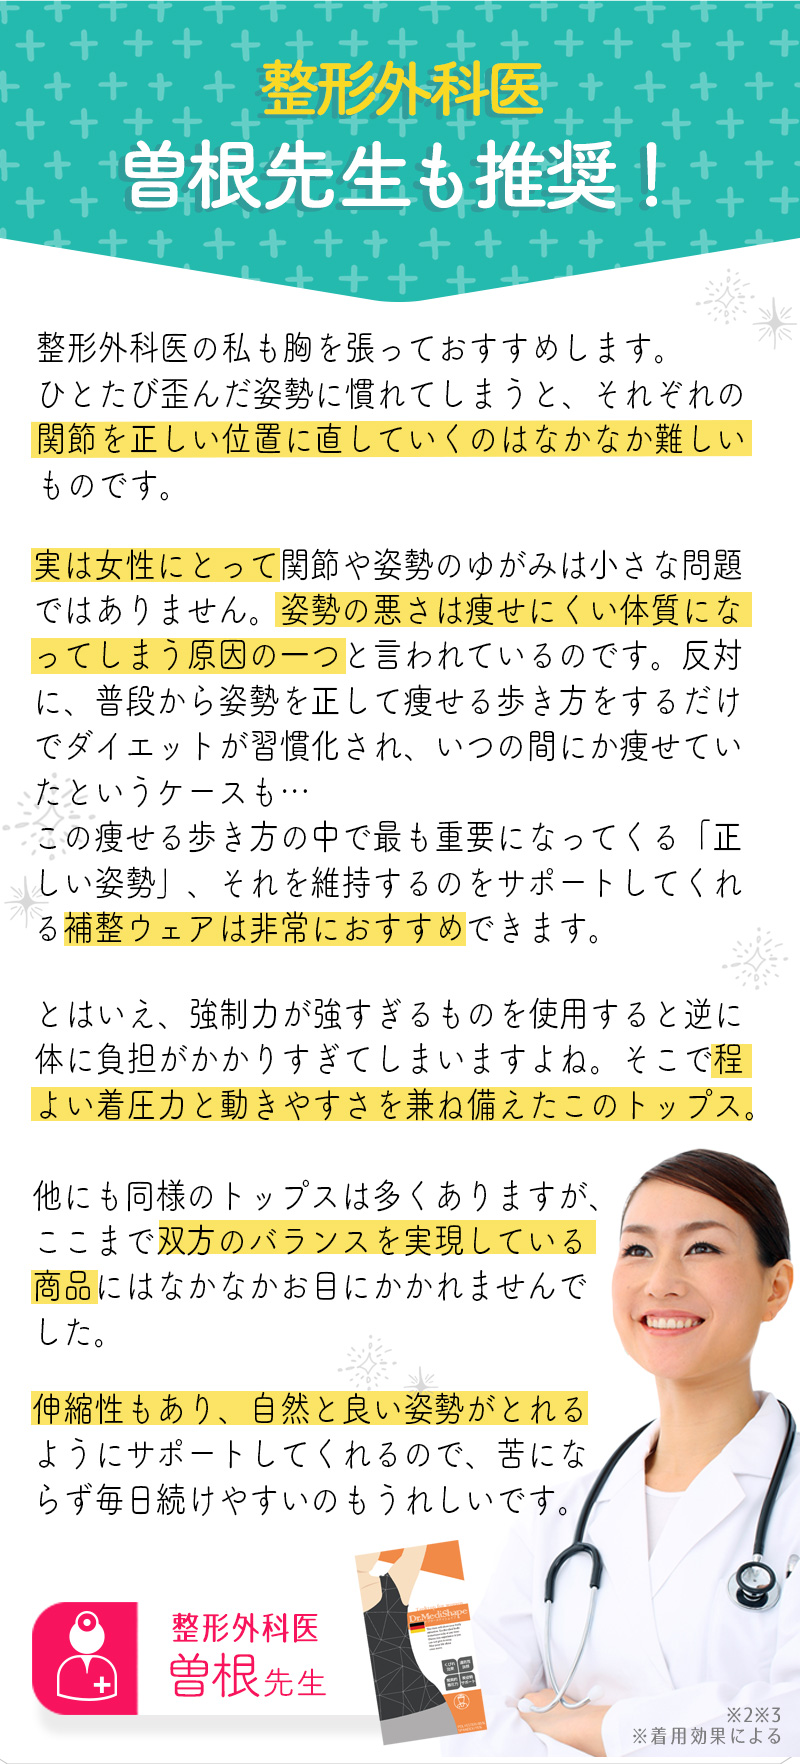 整形外科医
曽根先生も推奨！
整形外科医の私も胸を張っておすすめします。
ひとたび歪んだ姿勢に慣れてしまうと、それぞれの
関節を正しい位置に直していくのはなかなか難しい
ものです。
実は女性にとって関節や姿勢のゆがみは小さな問題
ではありません。姿勢の悪さは痩せにくい体質にな
ってしまう原因の一つと言われているのです。反対
に、普段から姿勢を正して痩せる歩き方をするだけ
でダイエットが習慣化され、いつの間にか痩せてい
たというケースも…
この痩せる歩き方の中で最も重要になってくる「正
しい姿勢」、それを維持するのをサポートしてくれ
る補整ウェアは非常におすすめできます。
とはいえ、強制力が強すぎるものを使用すると逆に
体に負担がかかりすぎてしまいますよね。そこで程
よい着圧力と動きやすさを兼ね備えたこのトップス。
他にも同様のトップスは多くありますが、
ここまで双方のバランスを実現している
商品にはなかなかお目にかかれませんで
した。
伸縮性もあり、自然と良い姿勢がとれる
ようにサポートしてくれるので、苦にな
らず毎日続けやすいのもうれしいです。
整形外科医
曽根先生
Dr.MediShape
※2※3
※着用効果による